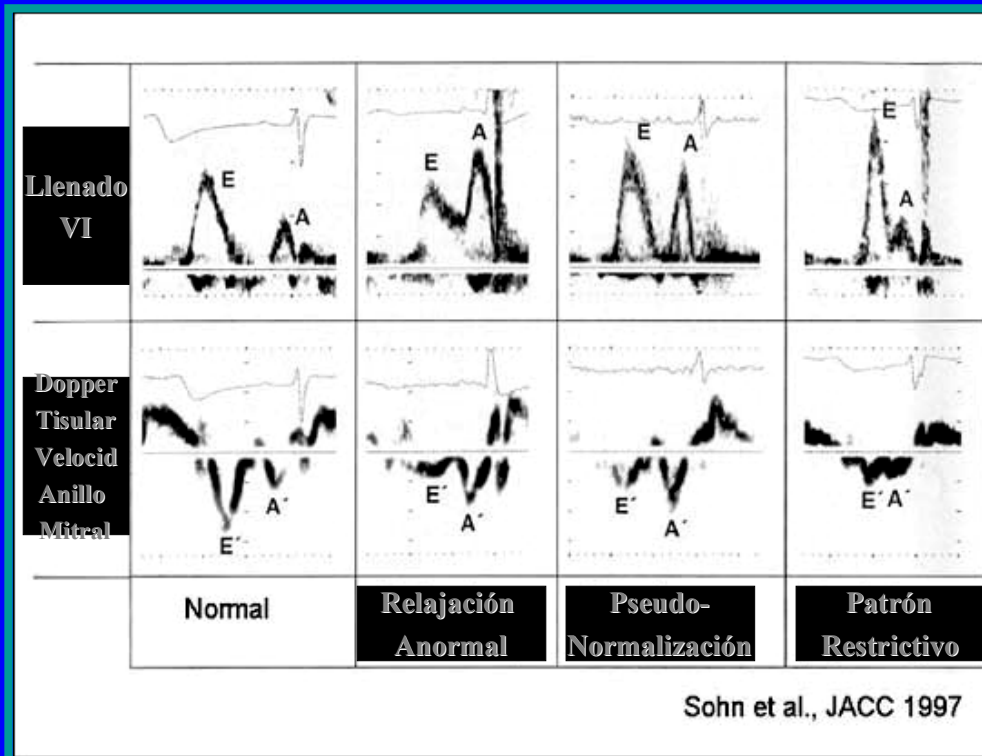 Llenado
VI
E
A
E
A
E
A
E
A
Dopper
Tisular
Velocid
Anillo
Mitral
E´
A´
E´
A´
E´
A´
E´ A´
Normal
Relajación
Anormal
Pseudo-
Normalización
Patrón
Restrictivo
Sohn et al., JACC 1997